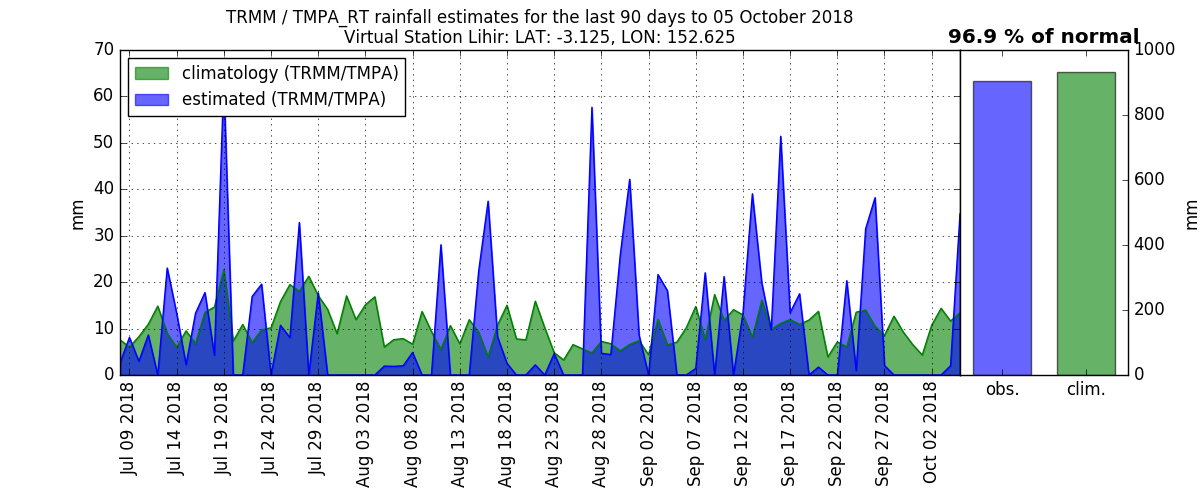 TRMM / TMPA_RT rainfall estimates for the last 90 days to 05 October 2018
Virtual Station Lihir: LAT: -3.125, LON: 152.625
96.9 % of normal
climatology (TRMM/TMPA)
estimated (TRMM/TMPA)
70
60
50
40
30
20
10
0
mm
1000
800
600
400
200
0
mm
Jul 09 2018
Jul 14 2018
Jul 19 2018
Jul 24 2018
Jul 29 2018
Aug 03 2018
Aug 08 2018
Aug 13 2018
Aug 18 2018
Aug 23 2018
Aug 28 2018
Sep 02 2018
Sep 07 2018
Sep 12 2018
Sep 17 2018
Sep 22 2018
Sep 27 2018
Oct 02 2018
obs.
clim.